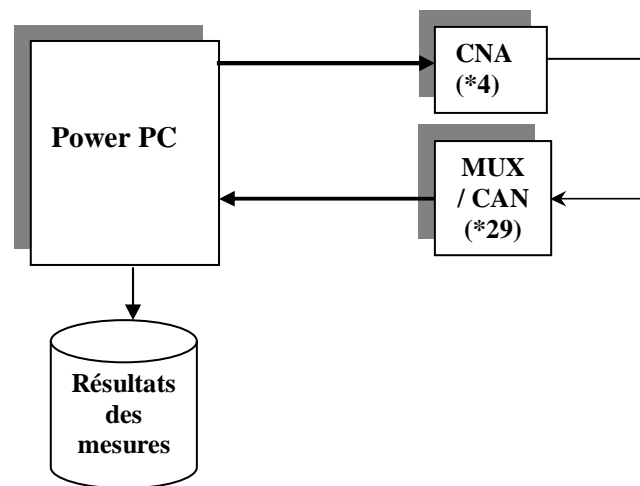 CNA
(*4)
Power PC
MUX
/ CAN
(*29)
Résultats
des
mesures